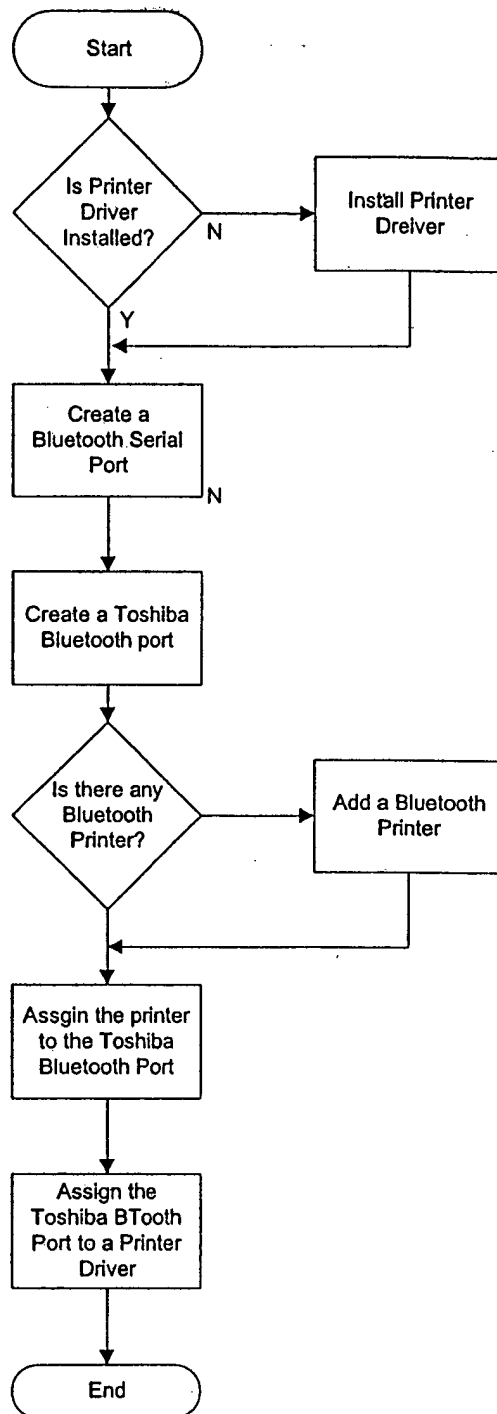 Start
Is Printer
Driver
Installed?
N
Install Printer
Dreiver
Y
Create a
Bluetooth Serial
Port
N
Create a Toshiba
Bluetooth port
Is there any
Bluetooth
Printer?
Add a Bluetooth
Printer
Assgin the printer
to the Toshiba
Bluetooth Port
Assign the
Toshiba BTooth
Port to a Printer
Driver
End